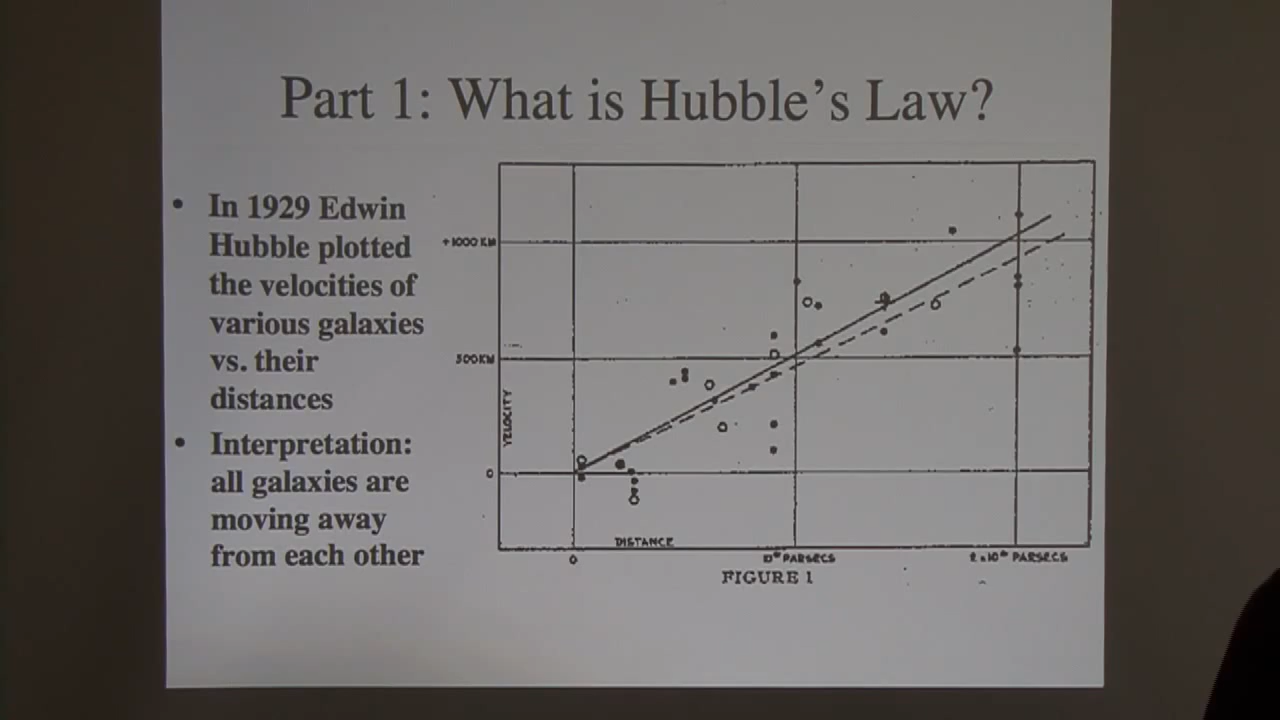 Part 1: What is Hubble's Law?
• In 1929 Edwin
Hubble plotted
the velocities of
various galaxies
vs. their
distances
• Interpretation:
all galaxies are
moving away
from each other
+1000 KM
500 KM
VELOCITY
0
DISTANCE
0
PARSECS
PARSECS
FIGURE 1